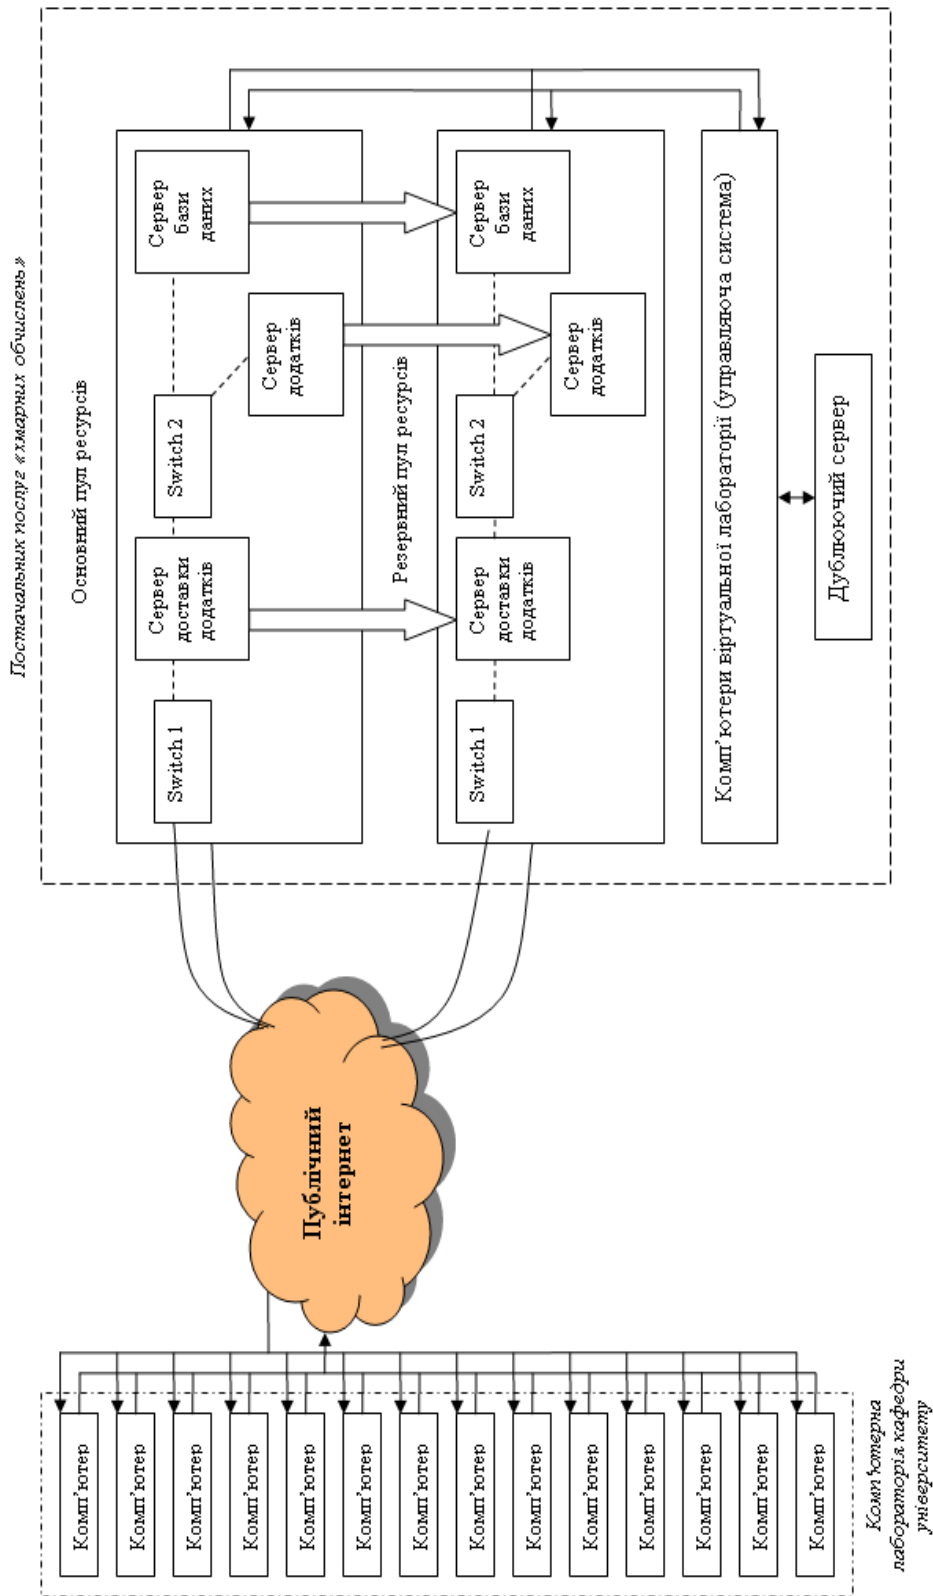 Постачальник послуг «хмарних обчислень»
Основний пул ресурсів
Switch 1
Сервер
доставки
додатків
Switch 2
Сервер
додатків
Сервер
бази
даних
Резервний пул ресурсів
Switch 1
Сервер
доставки
додатків
Switch 2
Сервер
додатків
Сервер
бази
даних
Комп'ютери віртуальної лабораторії (управляюча система)
Дублюючий сервер
Публічний
інтернет
Комп'ютер
Комп'ютер
Комп'ютер
Комп'ютер
Комп'ютер
Комп'ютер
Комп'ютер
Комп'ютер
Комп'ютер
Комп'ютер
Комп'ютер
Комп'ютер
Комп'ютер
Комп'ютер
Комп'ютерна
лабораторія кафедри
університету